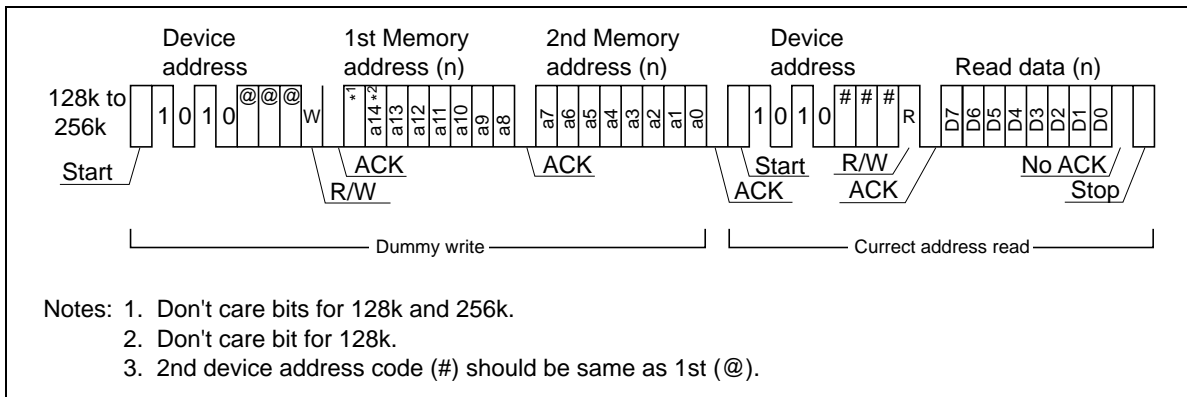 Device address
1st Memory address (n)
2nd Memory address (n)
Device address
Read data (n)
128k to 256k
1 0 1 0 @ @ @ W
*1 a14*2 a13 a12 a11 a10 a9 a8
a7 a6 a5 a4 a3 a2 a1 a0
1 0 1 0 # # # R
D7 D6 D5 D4 D3 D2 D1 D0
Start
R/W
ACK
ACK
ACK
Start
R/W
ACK
No ACK
Stop
Dummy write
Currect address read
Notes: 1. Don't care bits for 128k and 256k.
2. Don't care bit for 128k.
3. 2nd device address code (#) should be same as 1st (@).